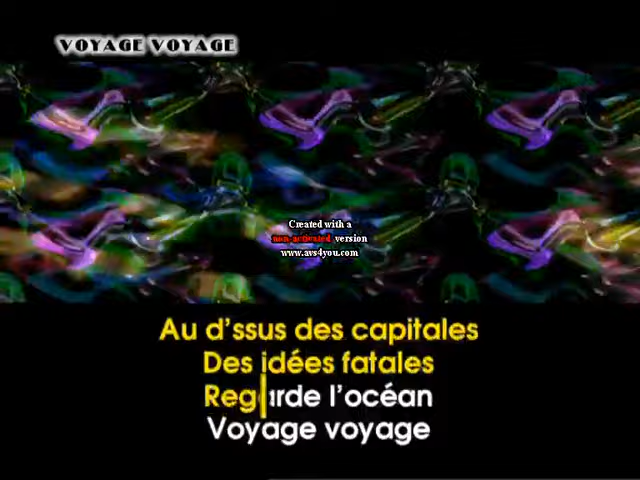 VOYAGE VOYAGE
Created with a
non-activated version
www.avs4you.com
Au d'ssus des capitales
Des idées fatales
Regarde l'océan
Voyage voyage